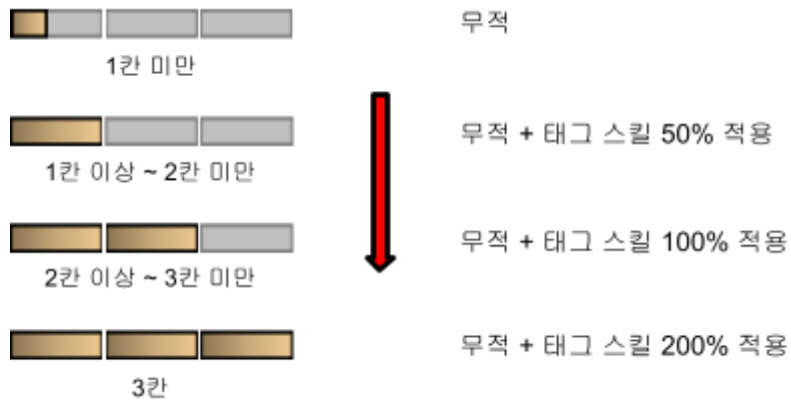 무적
1칸 미만
무적 + 태그 스킬 50% 적용
1칸 이상 ~ 2칸 미만
무적 + 태그 스킬 100% 적용
2칸 이상 ~ 3칸 미만
무적 + 태그 스킬 200% 적용
3칸